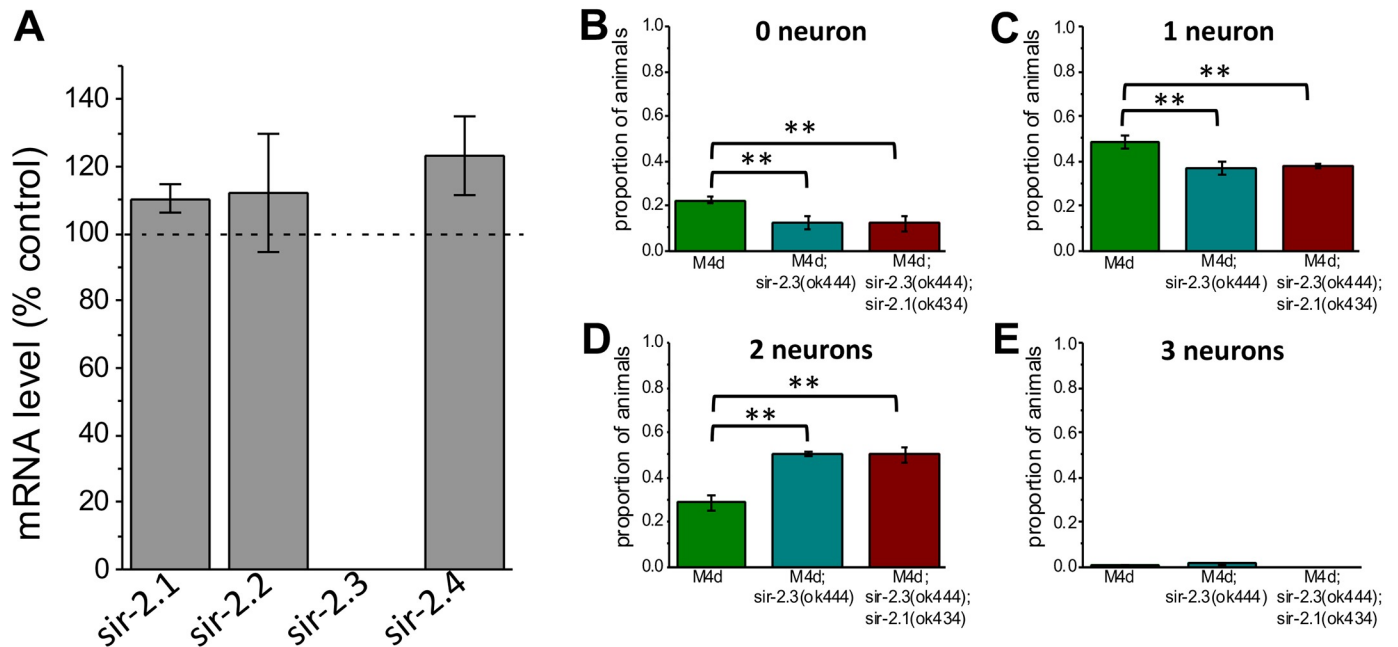 A
mRNA level (% control)
140
120
100
80
60
40
20
0
sir-2.1
sir-2.2
sir-2.3
sir-2.4
B
0 neuron
proportion of animals
1.0
0.8
0.6
0.4
0.2
0.0
**
**
M4d
M4d;
sir-2.3(ok444)
M4d;
sir-2.3(ok444);
sir-2.1(ok434)
C
1 neuron
proportion of animals
1.0
0.8
0.6
0.4
0.2
0.0
**
**
M4d
M4d;
sir-2.3(ok444)
M4d;
sir-2.3(ok444);
sir-2.1(ok434)
D
2 neurons
proportion of animals
1.0
0.8
0.6
0.4
0.2
0.0
**
**
M4d
M4d;
sir-2.3(ok444)
M4d;
sir-2.3(ok444);
sir-2.1(ok434)
E
3 neurons
proportion of animals
1.0
0.8
0.6
0.4
0.2
0.0
M4d
M4d;
sir-2.3(ok444)
M4d;
sir-2.3(ok444);
sir-2.1(ok434)